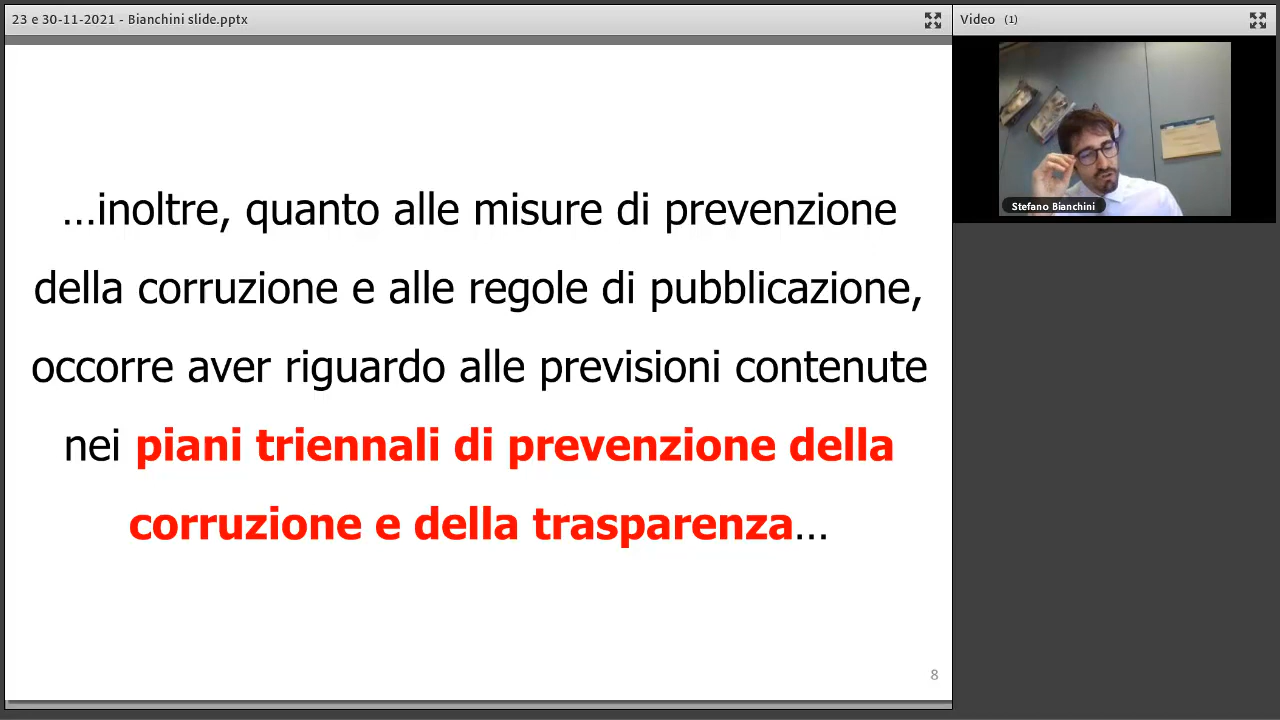 23 e 30-11-2021 - Bianchini slide.pptx
Video (1)
…inoltre, quanto alle misure di prevenzione
della corruzione e alle regole di pubblicazione,
occorre aver riguardo alle previsioni contenute
nei piani triennali di prevenzione della
corruzione e della trasparenza…
8
Stefano Bianchini